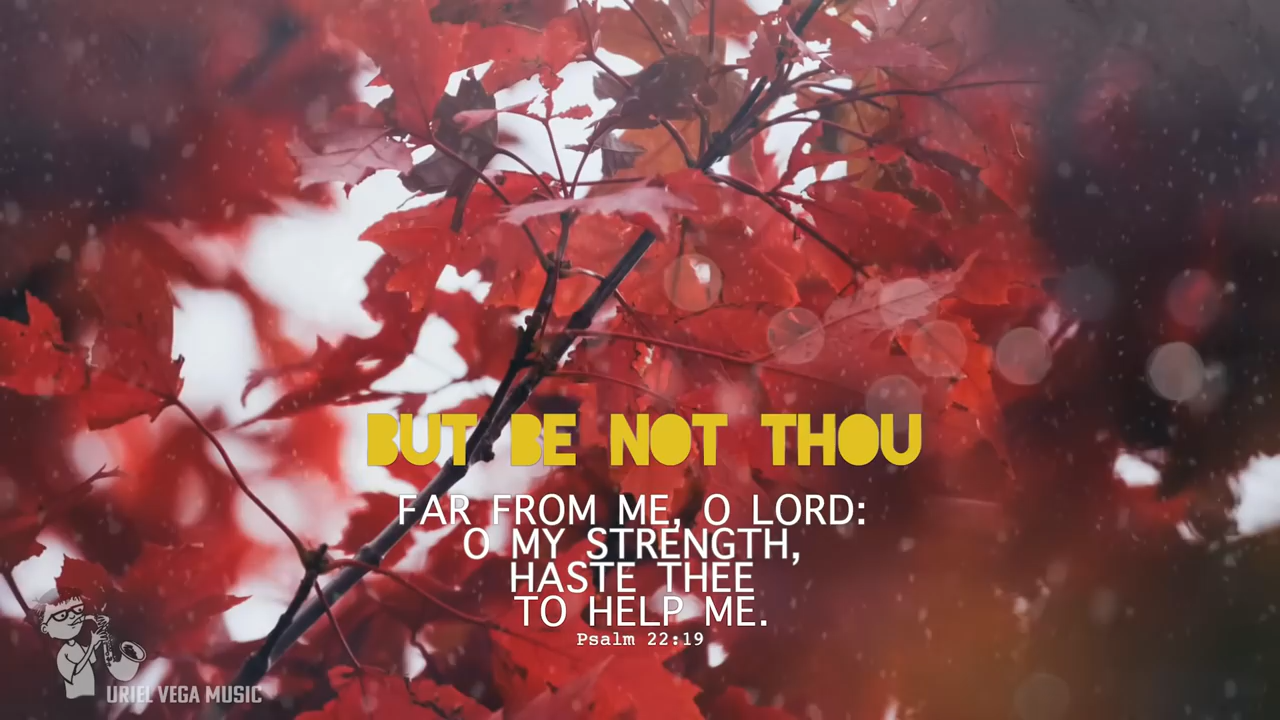 BUT BE NOT THOU
FAR FROM ME, O LORD:
O MY STRENGTH,
HASTE THEE
TO HELP ME.
Psalm 22:19
URIEL VEGA MUSIC